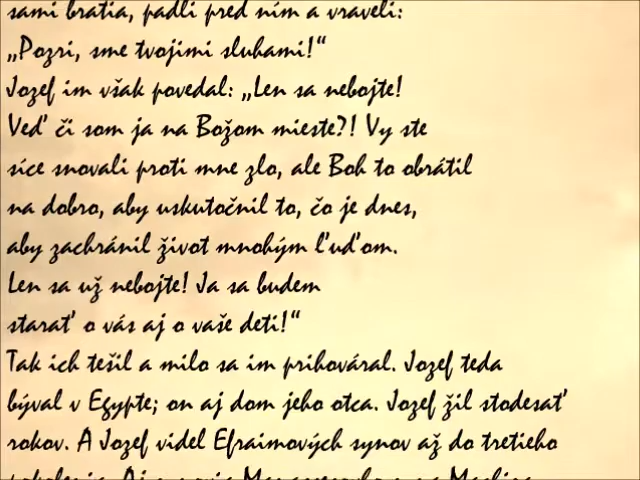 sami bratia, padli pred ním a vraveli:
„Pozri, sme tvojimi sluhami!“
Jozef im však povedal: „Len sa nebojte!
Veď či som ja na Božom mieste?! Vy ste
síce snovali proti mne zlo, ale Boh to obrátil
na dobro, aby uskutočnil to, čo je dnes,
aby zachránil život mnohým ľuďom.
Len sa už nebojte! Ja sa budem
starať o vás aj o vaše deti!“
Tak ich tešil a milo sa im prihováral. Jozef teda
býval v Egypte; on aj dom jeho otca. Jozef žil stodesať
rokov. A Jozef videl Efraimových synov až do tretieho